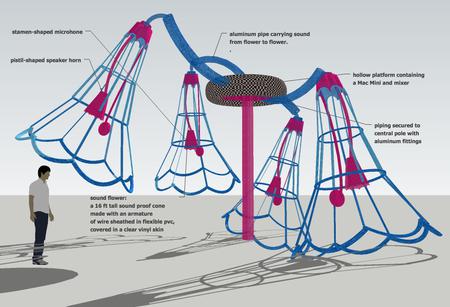 stamen-shaped microhone
pistil-shaped speaker horn
aluminum pipe carrying sound
from flower to flower.
.
hollow platform containing
a Mac Mini and mixer
piping secured to
central pole with
aluminum fittings
sound flower:
a 16 ft tall sound proof cone
made with an armature
of wire sheathed in flexible pvc,
covered in a clear vinyl skin